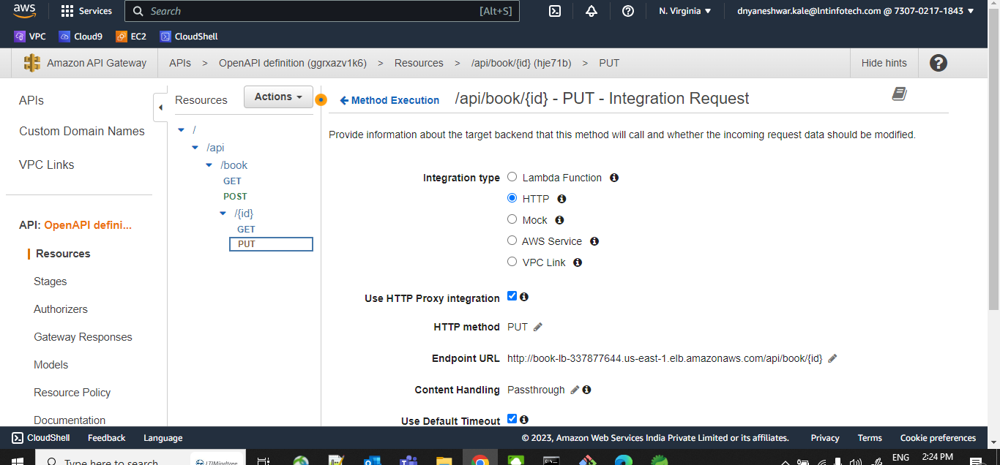 aws
Services
Search
[Alt+S]
N. Virginia
dnyaneshwar.kale@lntinfotech.com @ 7307-0217-1843
VPC
Cloud9
EC2
CloudShell
Amazon API Gateway
APIs > OpenAPI definition (ggrxazv1k6) > Resources > /api/book/{id} (hje71b) > PUT
Hide hints
APIs
Custom Domain Names
VPC Links
API: OpenAPI defini...
Resources
Stages
Authorizers
Gateway Responses
Models
Resource Policy
Documentation
Resources
Actions
/
/api
/book
GET
POST
/{id}
GET
PUT
Method Execution
/api/book/{id} - PUT - Integration Request
Provide information about the target backend that this method will call and whether the incoming request data should be modified.
Integration type
Lambda Function
HTTP
Mock
AWS Service
VPC Link
Use HTTP Proxy integration
HTTP method PUT
Endpoint URL http://book-lb-337877644.us-east-1.elb.amazonaws.com/api/book/{id}
Content Handling Passthrough
Use Default Timeout
CloudShell
Feedback
Language
© 2023, Amazon Web Services India Private Limited or its affiliates.
Privacy
Terms
Cookie preferences
Type here to search
LTIMindtree
ENG
2:24 PM